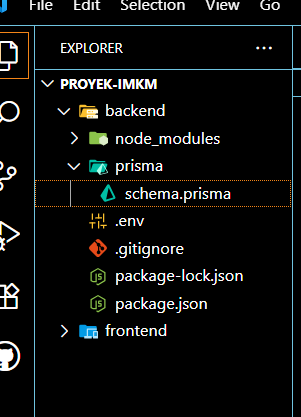 File Edit Selection View Go
EXPLORER ...
PROYEK-IMKM
backend
node_modules
prisma
schema.prisma
.env
.gitignore
package-lock.json
package.json
frontend